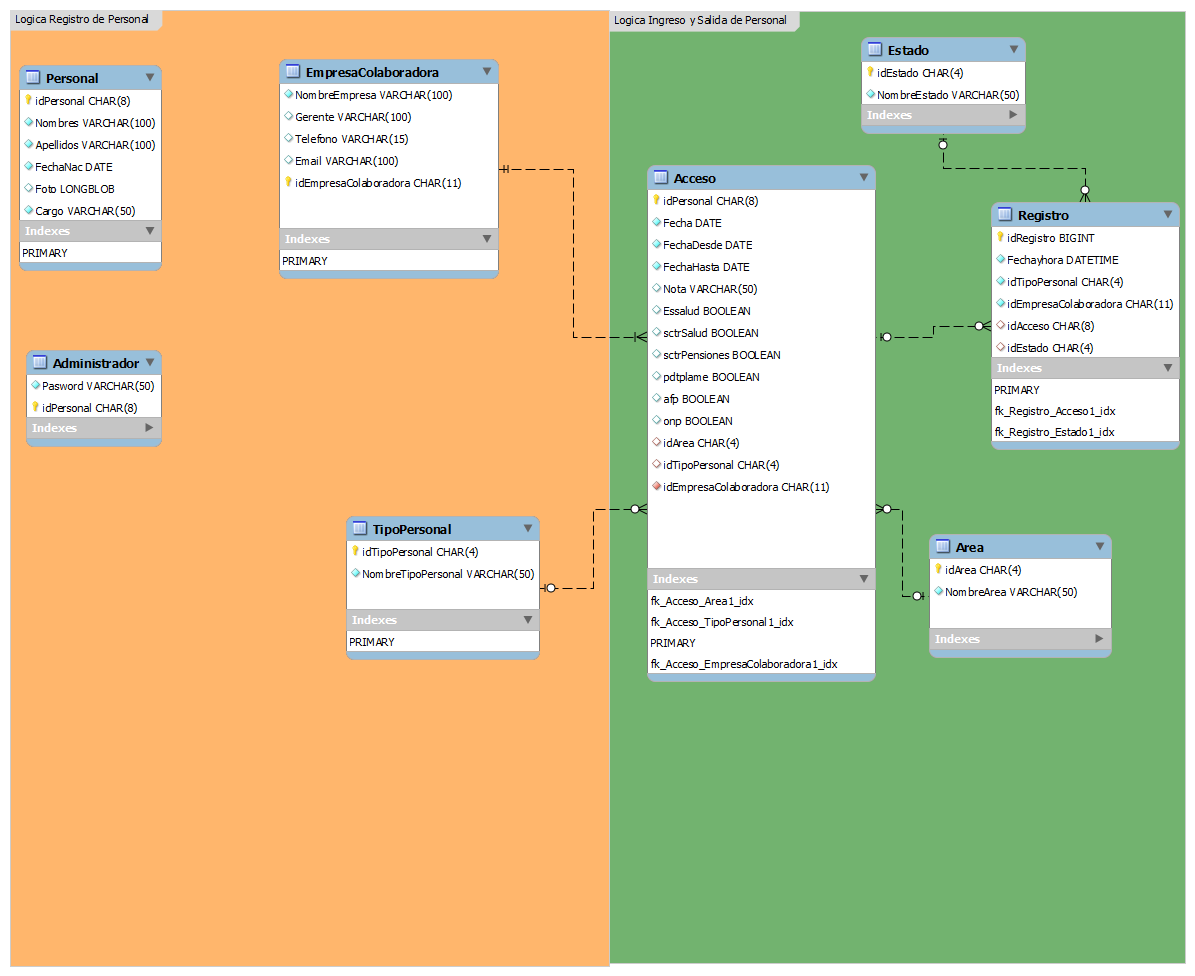 Logica Registro de Personal
Personal
idPersonal CHAR(8)
Nombres VARCHAR(100)
Apellidos VARCHAR(100)
FechaNac DATE
Foto LONGBLOB
Cargo VARCHAR(50)
Indexes
PRIMARY
EmpresaColaboradora
NombreEmpresa VARCHAR(100)
Gerente VARCHAR(100)
Telefono VARCHAR(15)
Email VARCHAR(100)
idEmpresaColaboradora CHAR(11)
Indexes
PRIMARY
Administrador
Pasword VARCHAR(50)
idPersonal CHAR(8)
Indexes
TipoPersonal
idTipoPersonal CHAR(4)
NombreTipoPersonal VARCHAR(50)
Indexes
PRIMARY
Logica Ingreso y Salida de Personal
Estado
idEstado CHAR(4)
NombreEstado VARCHAR(50)
Indexes
Acceso
idPersonal CHAR(8)
Fecha DATE
FechaDesde DATE
FechaHasta DATE
Nota VARCHAR(50)
Essalud BOOLEAN
sctrSalud BOOLEAN
sctrPensiones BOOLEAN
pdtplame BOOLEAN
afp BOOLEAN
onp BOOLEAN
idArea CHAR(4)
idTipoPersonal CHAR(4)
idEmpresaColaboradora CHAR(11)
Indexes
fk_Acceso_Area1_idx
fk_Acceso_TipoPersonal1_idx
PRIMARY
fk_Acceso_EmpresaColaboradora1_idx
Registro
idRegistro BIGINT
Fechayhora DATETIME
idTipoPersonal CHAR(4)
idEmpresaColaboradora CHAR(11)
idAcceso CHAR(8)
idEstado CHAR(4)
Indexes
PRIMARY
fk_Registro_Acceso1_idx
fk_Registro_Estado1_idx
Area
idArea CHAR(4)
NombreArea VARCHAR(50)
Indexes